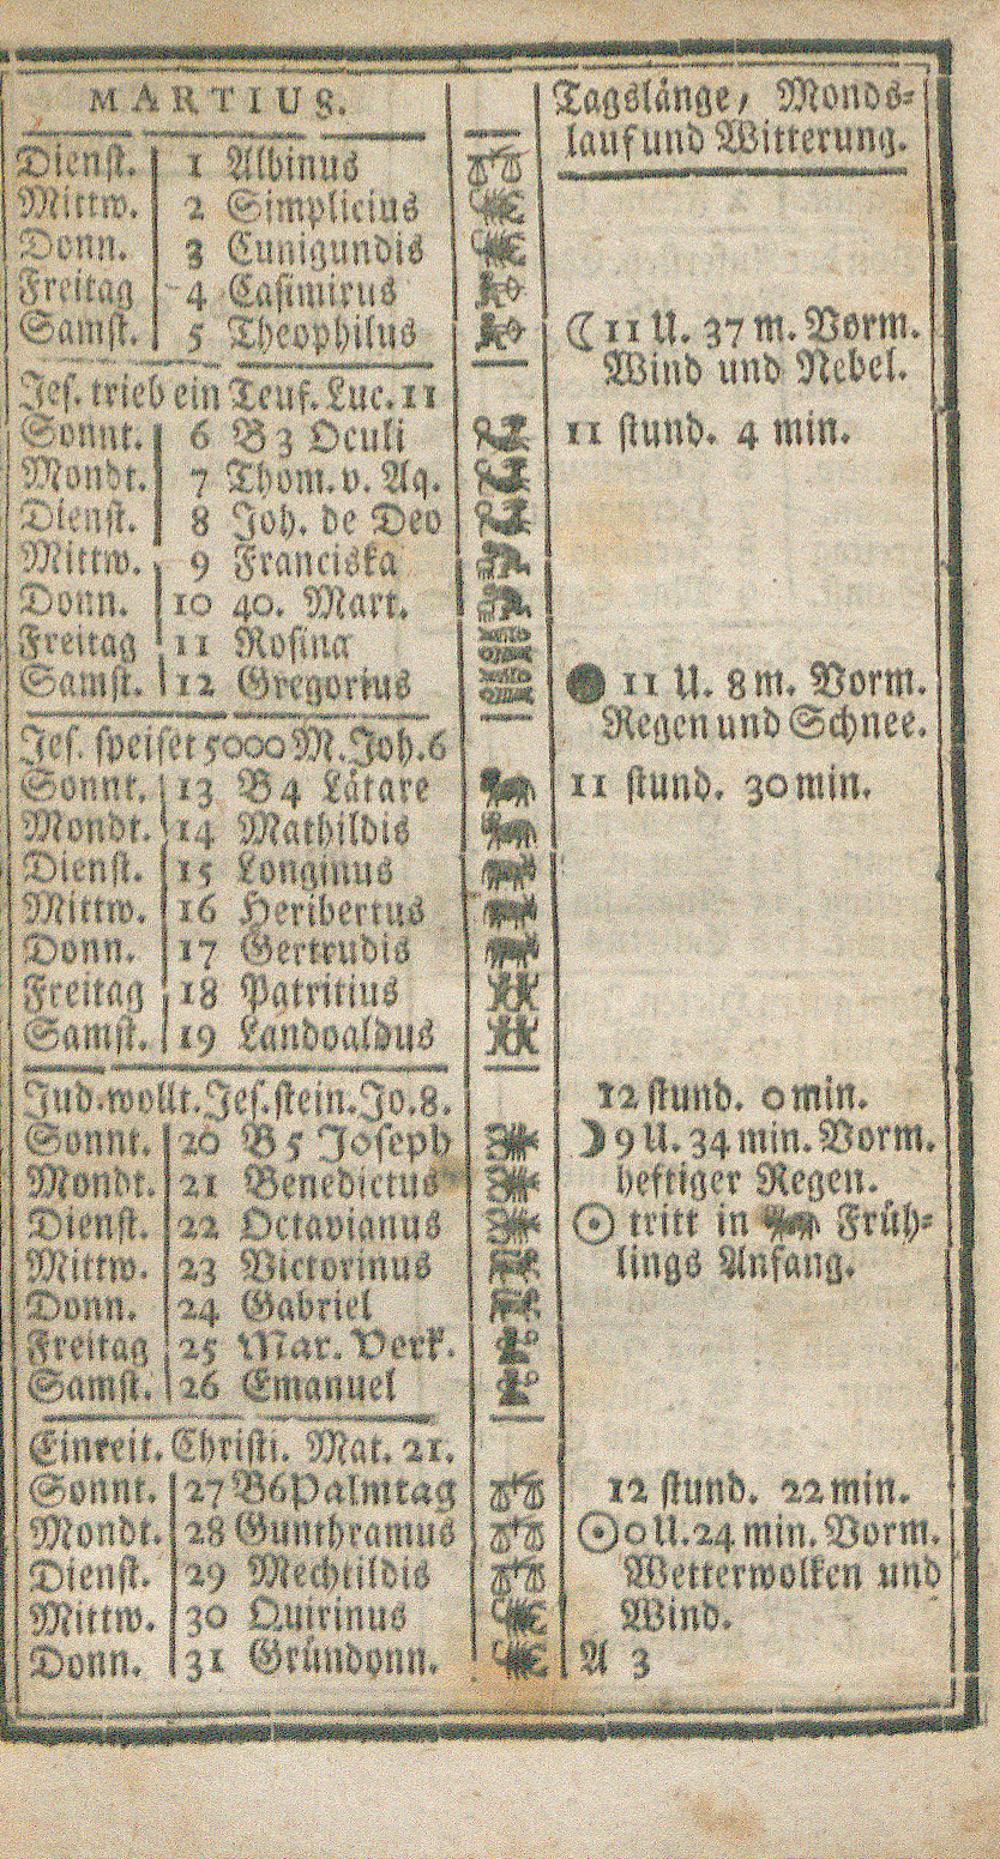 MARTIUS.
Tagslänge, Monds-
lauf und Witterung.
Dienst. 1 Albinus
Mittw. 2 Simplicius
Donn. 3 Cunigundis
Freitag 4 Casimirus
Samst. 5 Theophilus ☾ 11 U. 37 m. Vorm.
Wind und Nebel.
Jes. trieb ein Teuf. Luc. 11
Sonnt. 6 B 3 Oculi 11 stund. 4 min.
Mondt. 7 Thom. v. Aq.
Dienst. 8 Joh. de Deo
Mittw. 9 Franciska
Donn. 10 40. Mart.
Freitag 11 Rosina
Samst. 12 Gregorius ● 11 U. 8 m. Vorm.
Regen und Schnee.
Jes. speiset 5000 M. Joh. 6
Sonnt. 13 B 4 Lätare 11 stund. 30 min.
Mondt. 14 Mathildis
Dienst. 15 Longinus
Mittw. 16 Heribertus
Donn. 17 Gertrudis
Freitag 18 Patritius
Samst. 19 Landoaldus
Jud. wollt. Jes. stein. Jo. 8. 12 stund. 0 min.
Sonnt. 20 B 5 Joseph ☽ 9 U. 34 min. Vorm.
Mondt. 21 Benedictus heftiger Regen.
Dienst. 22 Octavianus ☉ tritt in ♈ Früh-
Mittw. 23 Victorinus lings Anfang.
Donn. 24 Gabriel
Freitag 25 Mar. Verk.
Samst. 26 Emanuel
Einreit. Christi. Mat. 21.
Sonnt. 27 B 6 Palmtag 12 stund. 22 min.
Mondt. 28 Gunthramus ☉ 0 U. 24 min. Vorm.
Dienst. 29 Mechtildis Wetterwolken und
Mittw. 30 Quirinus Wind.
Donn. 31 Gründonn. A 3